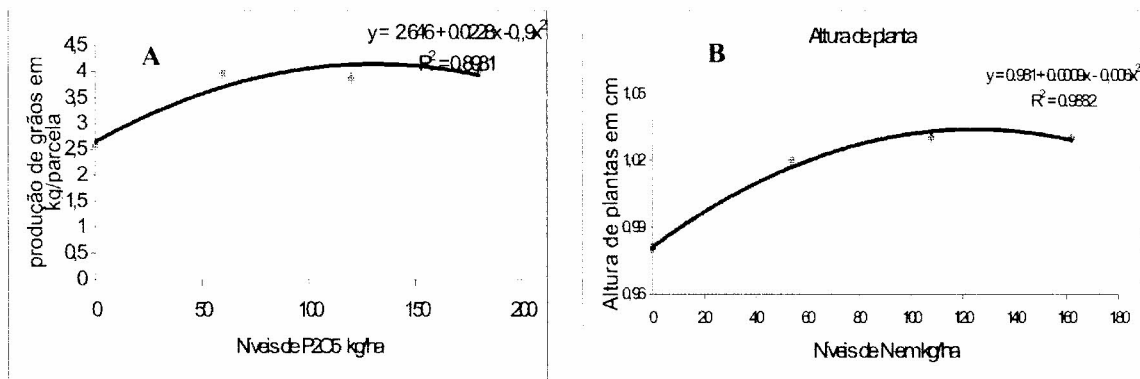 A
y = 2.646 + 0.0228x - 0,9x²
R² = 0.8981
produção de grãos em
kg/parcela
4,5
4
3,5
3
2,5
2
1,5
1
0,5
0
0 50 100 150 200
Níveis de P2O5 kg/ha
Altura de planta
B
y = 0.981 + 0.0009x - 0,006x²
R² = 0.9882
Altura de plantas em cm
1,05
1,02
0,99
0,96
0 20 40 60 80 100 120 140 160 180
Níveis de N em kg/ha